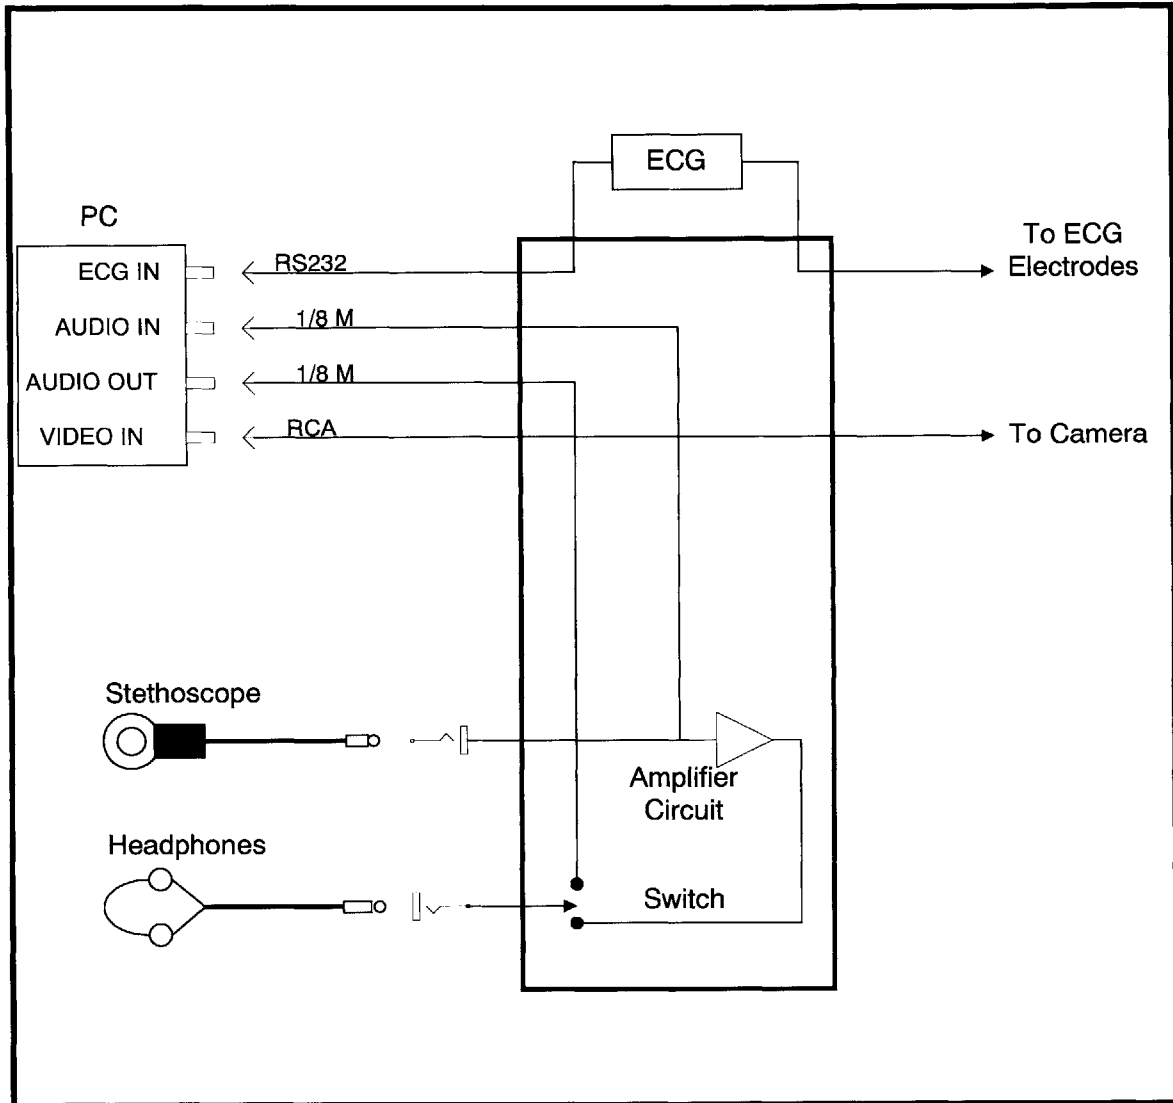 ECG
PC
To ECG
Electrodes
ECG IN
RS232
AUDIO IN
1/8 M
AUDIO OUT
1/8 M
VIDEO IN
RCA
To Camera
Stethoscope
Amplifier
Circuit
Headphones
Switch